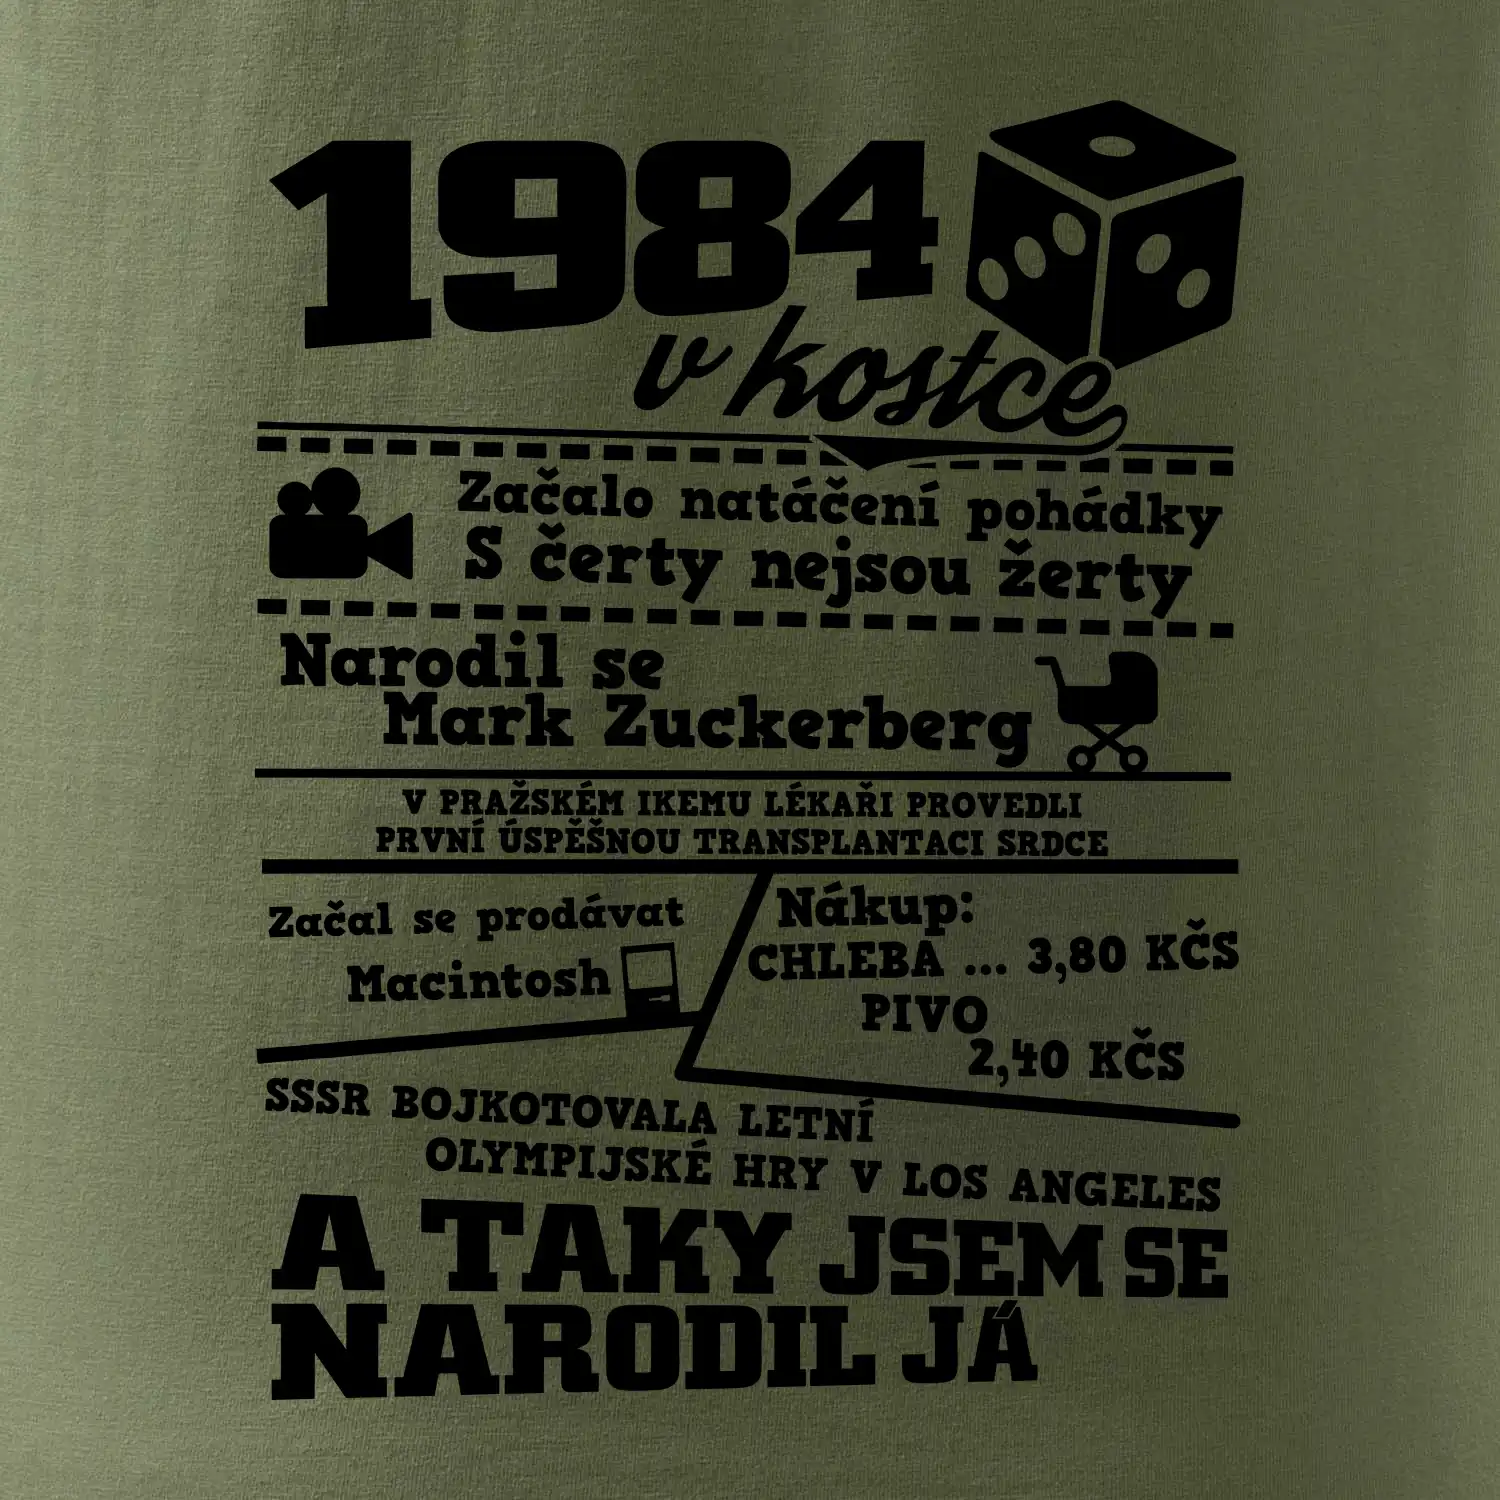 1984
v kostce
Začalo natáčení pohádky
S čerty nejsou žerty
Narodil se
Mark Zuckerberg
V PRAŽSKÉM IKEMU LÉKAŘI PROVEDLI
PRVNÍ ÚSPĚŠNOU TRANSPLANTACI SRDCE
Začal se prodávat
Macintosh
Nákup:
CHLEBA ... 3,80 KČS
PIVO
2,40 KČS
SSSR BOJKOTOVALA LETNÍ
OLYMPIJSKÉ HRY V LOS ANGELES
A TAKY JSEM SE
NARODIL JÁ